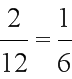 2/12 = 1/6